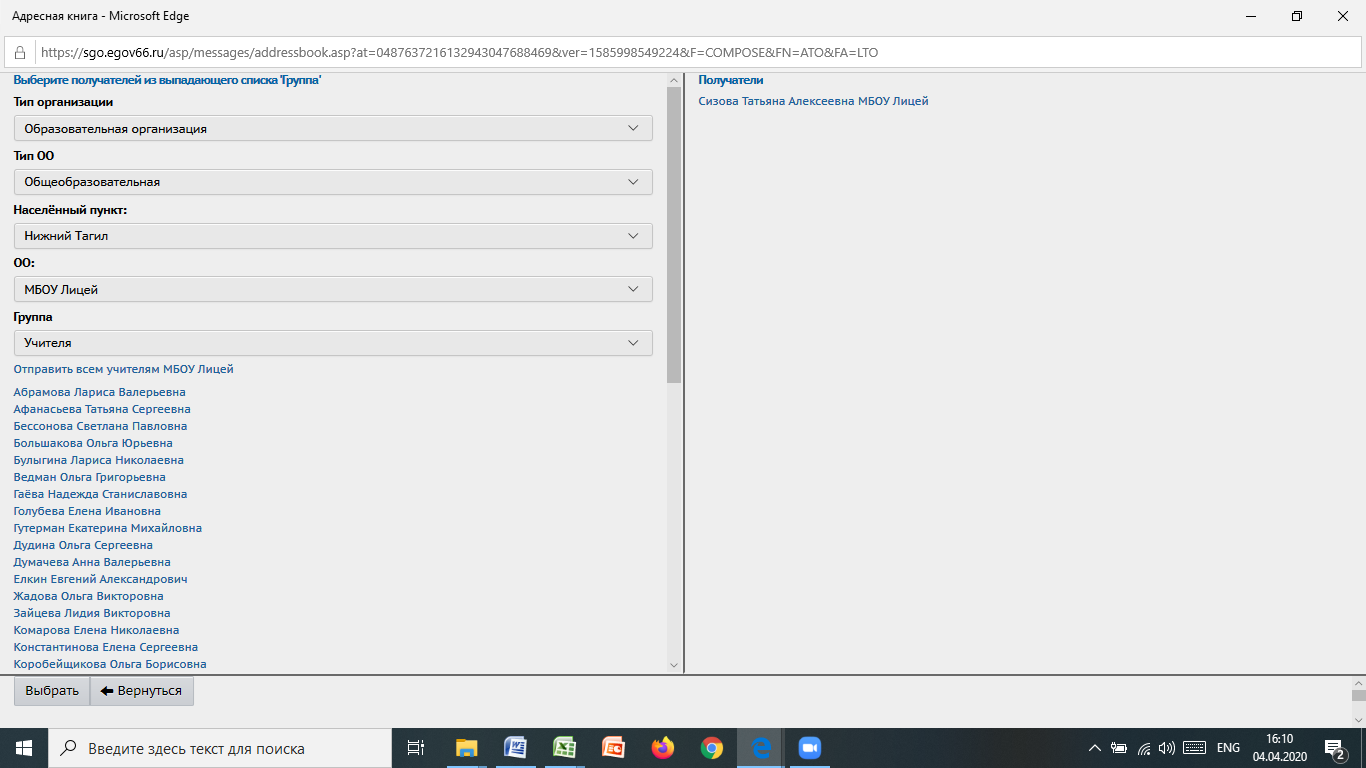 Адресная книга - Microsoft Edge
https://sgo.egov66.ru/asp/messages/addressbook.asp?at=0487637216132943047688469&ver=1585998549224&F=COMPOSE&FN=ATO&FA=LTO
Выберите получателей из выпадающего списка 'Группа'
Тип организации
Образовательная организация
Тип ОО
Общеобразовательная
Населённый пункт:
Нижний Тагил
ОО:
МБОУ Лицей
Группа
Учителя
Отправить всем учителям МБОУ Лицей
Абрамова Лариса Валерьевна
Афанасьева Татьяна Сергеевна
Бессонова Светлана Павловна
Большакова Ольга Юрьевна
Булыгина Лариса Николаевна
Ведман Ольга Григорьевна
Гаёва Надежда Станиславовна
Голубева Елена Ивановна
Гутерман Екатерина Михайловна
Дудина Ольга Сергеевна
Думачева Анна Валерьевна
Елкин Евгений Александрович
Жадова Ольга Викторовна
Зайцева Лидия Викторовна
Комарова Елена Николаевна
Константинова Елена Сергеевна
Коробейщикова Ольга Борисовна
Получатели
Сизова Татьяна Алексеевна МБОУ Лицей
Выбрать
Вернуться
Введите здесь текст для поиска
ENG
16:10
04.04.2020
2